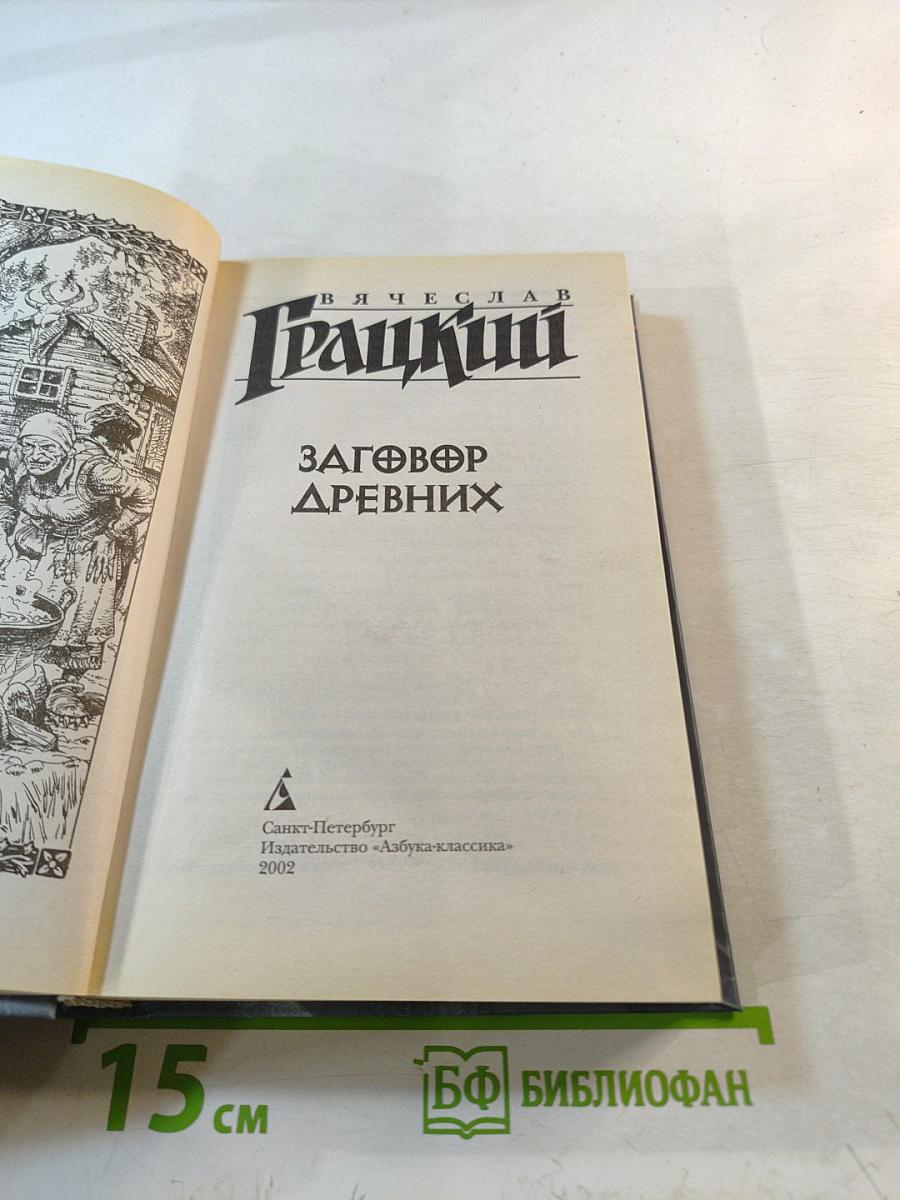 ВЯЧЕСЛАВ
Грацкий
ЗАГОВОР
ДРЕВНИХ
Санкт-Петербург
Издательство «Азбука-классика»
2002
15 см
БФ БИБЛИОФАН